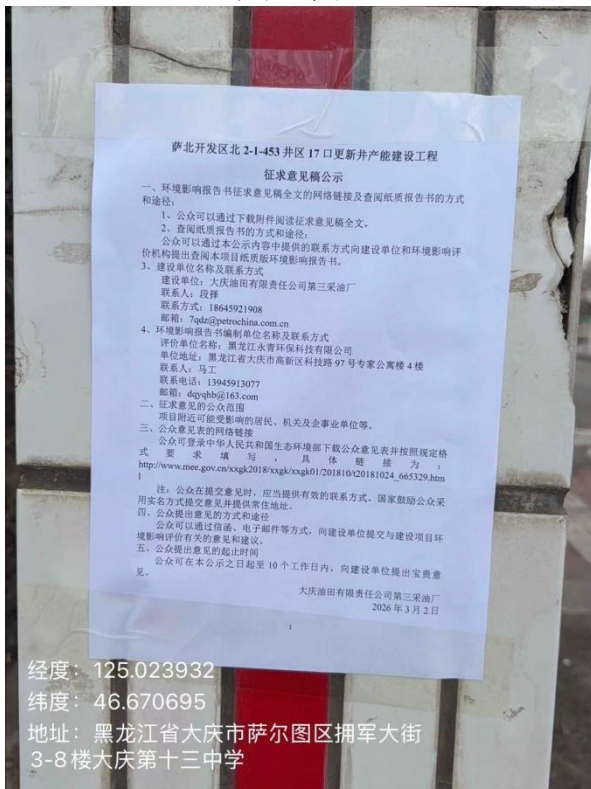 萨北开发区北 2-1-453 井区 17 口更新井产能建设工程
征求意见稿公示
一、环境影响报告书征求意见稿全文的网络链接及查阅纸质报告书的方式
和途径：
1、公众可以通过下载附件阅读征求意见稿全文。
2、查阅纸质报告书的方式和途径：
公众可以通过本公示内容中提供的联系方式向建设单位和环境影响评
价机构提出查阅本项目纸质版环境影响报告书。
3、建设单位名称及联系方式
建设单位：大庆油田有限责任公司第三采油厂
联系人：段择
联系方式：18645921908
邮箱：7qdz@petrochina.com.cn
4、环境影响报告书编制单位名称及联系方式
评价单位名称：黑龙江永青环保科技有限公司
单位地址：黑龙江省大庆市高新区科技路 97 号专家公寓楼 4 楼
联系人：马工
联系电话：13945913077
邮箱：dqyqhb@163.com
二、征求意见的公众范围
项目附近可能受影响的居民、机关及企事业单位等。
三、公众意见表的网络链接
公众可登录中华人民共和国生态环境部下载公众意见表并按照规定格
式要求填写，具体链接为：
http://www.mee.gov.cn/xxgk2018/xxgk/xxgk01/201810/t20181024_665329.htm
l
注：公众在提交意见时，应当提供有效的联系方式。国家鼓励公众采
用实名方式提交意见并提供常住地址。
四、公众提出意见的方式和途径
公众可以通过信函、电子邮件等方式，向建设单位提交与建设项目环
境影响评价有关的意见和建议。
五、公众提出意见的起止时间
公众可在本公示之日起至 10 个工作日内，向建设单位提出宝贵意
见。
大庆油田有限责任公司第三采油厂
2026 年 3 月 2 日
1
经度：125.023932
纬度：46.670695
地址：黑龙江省大庆市萨尔图区拥军大街
3-8楼大庆第十三中学